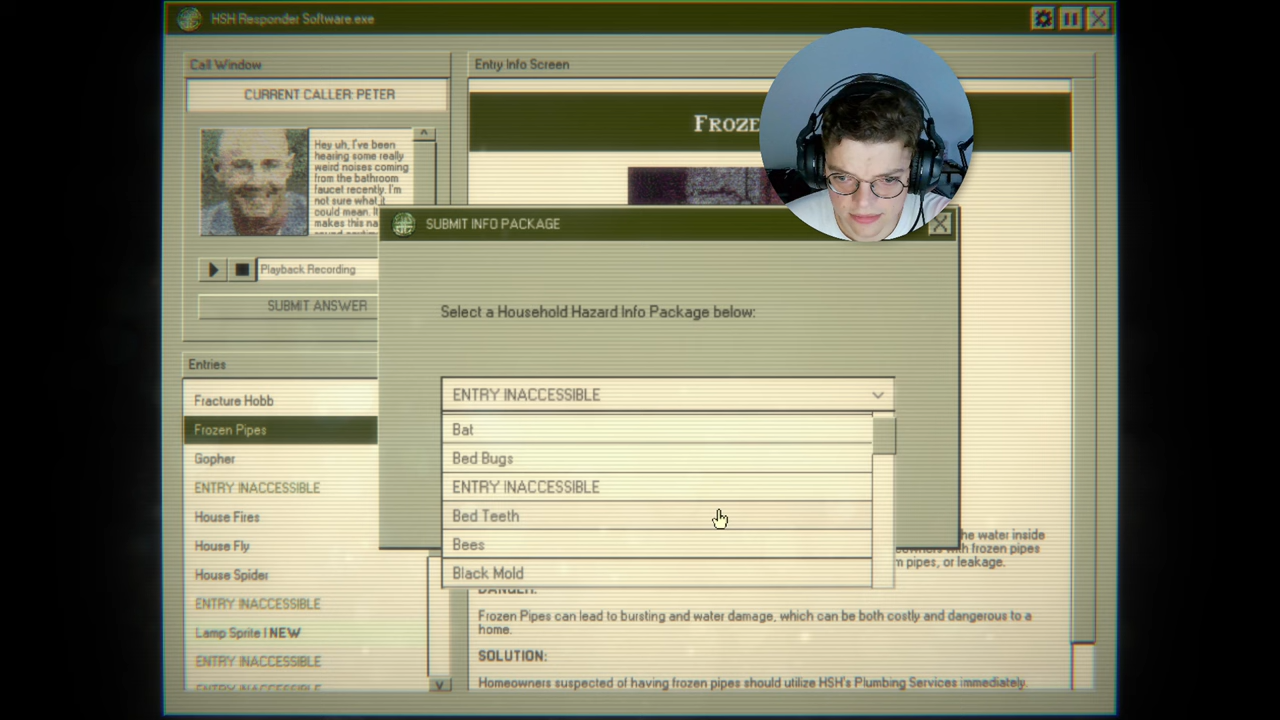 HSH Responder Software.exe
Call Window
CURRENT CALLER: PETER
Hey uh, I've been
hearing some really
weird noises coming
from the bathroom
faucet recently. I'm
not sure what it
could mean. It
makes this
Playback Recording
SUBMIT ANSWER
Entries
Fracture Hobb
Frozen Pipes
Gopher
ENTRY INACCESSIBLE
House Fires
House Fly
House Spider
ENTRY INACCESSIBLE
Lamp Sprite | NEW
ENTRY INACCESSIBLE
ENTRY INACCESSIBLE
Entry Info Screen
FROZE
SUBMIT INFO PACKAGE
Select a Household Hazard Info Package below:
ENTRY INACCESSIBLE
Bat
Bed Bugs
ENTRY INACCESSIBLE
Bed Teeth
Bees
Black Mold
he water inside
with frozen pipes
pipes, or leakage.
DANGER:
Frozen Pipes can lead to bursting and water damage, which can be both costly and dangerous to a
home.
SOLUTION:
Homeowners suspected of having frozen pipes should utilize HSH's Plumbing Services immediately.